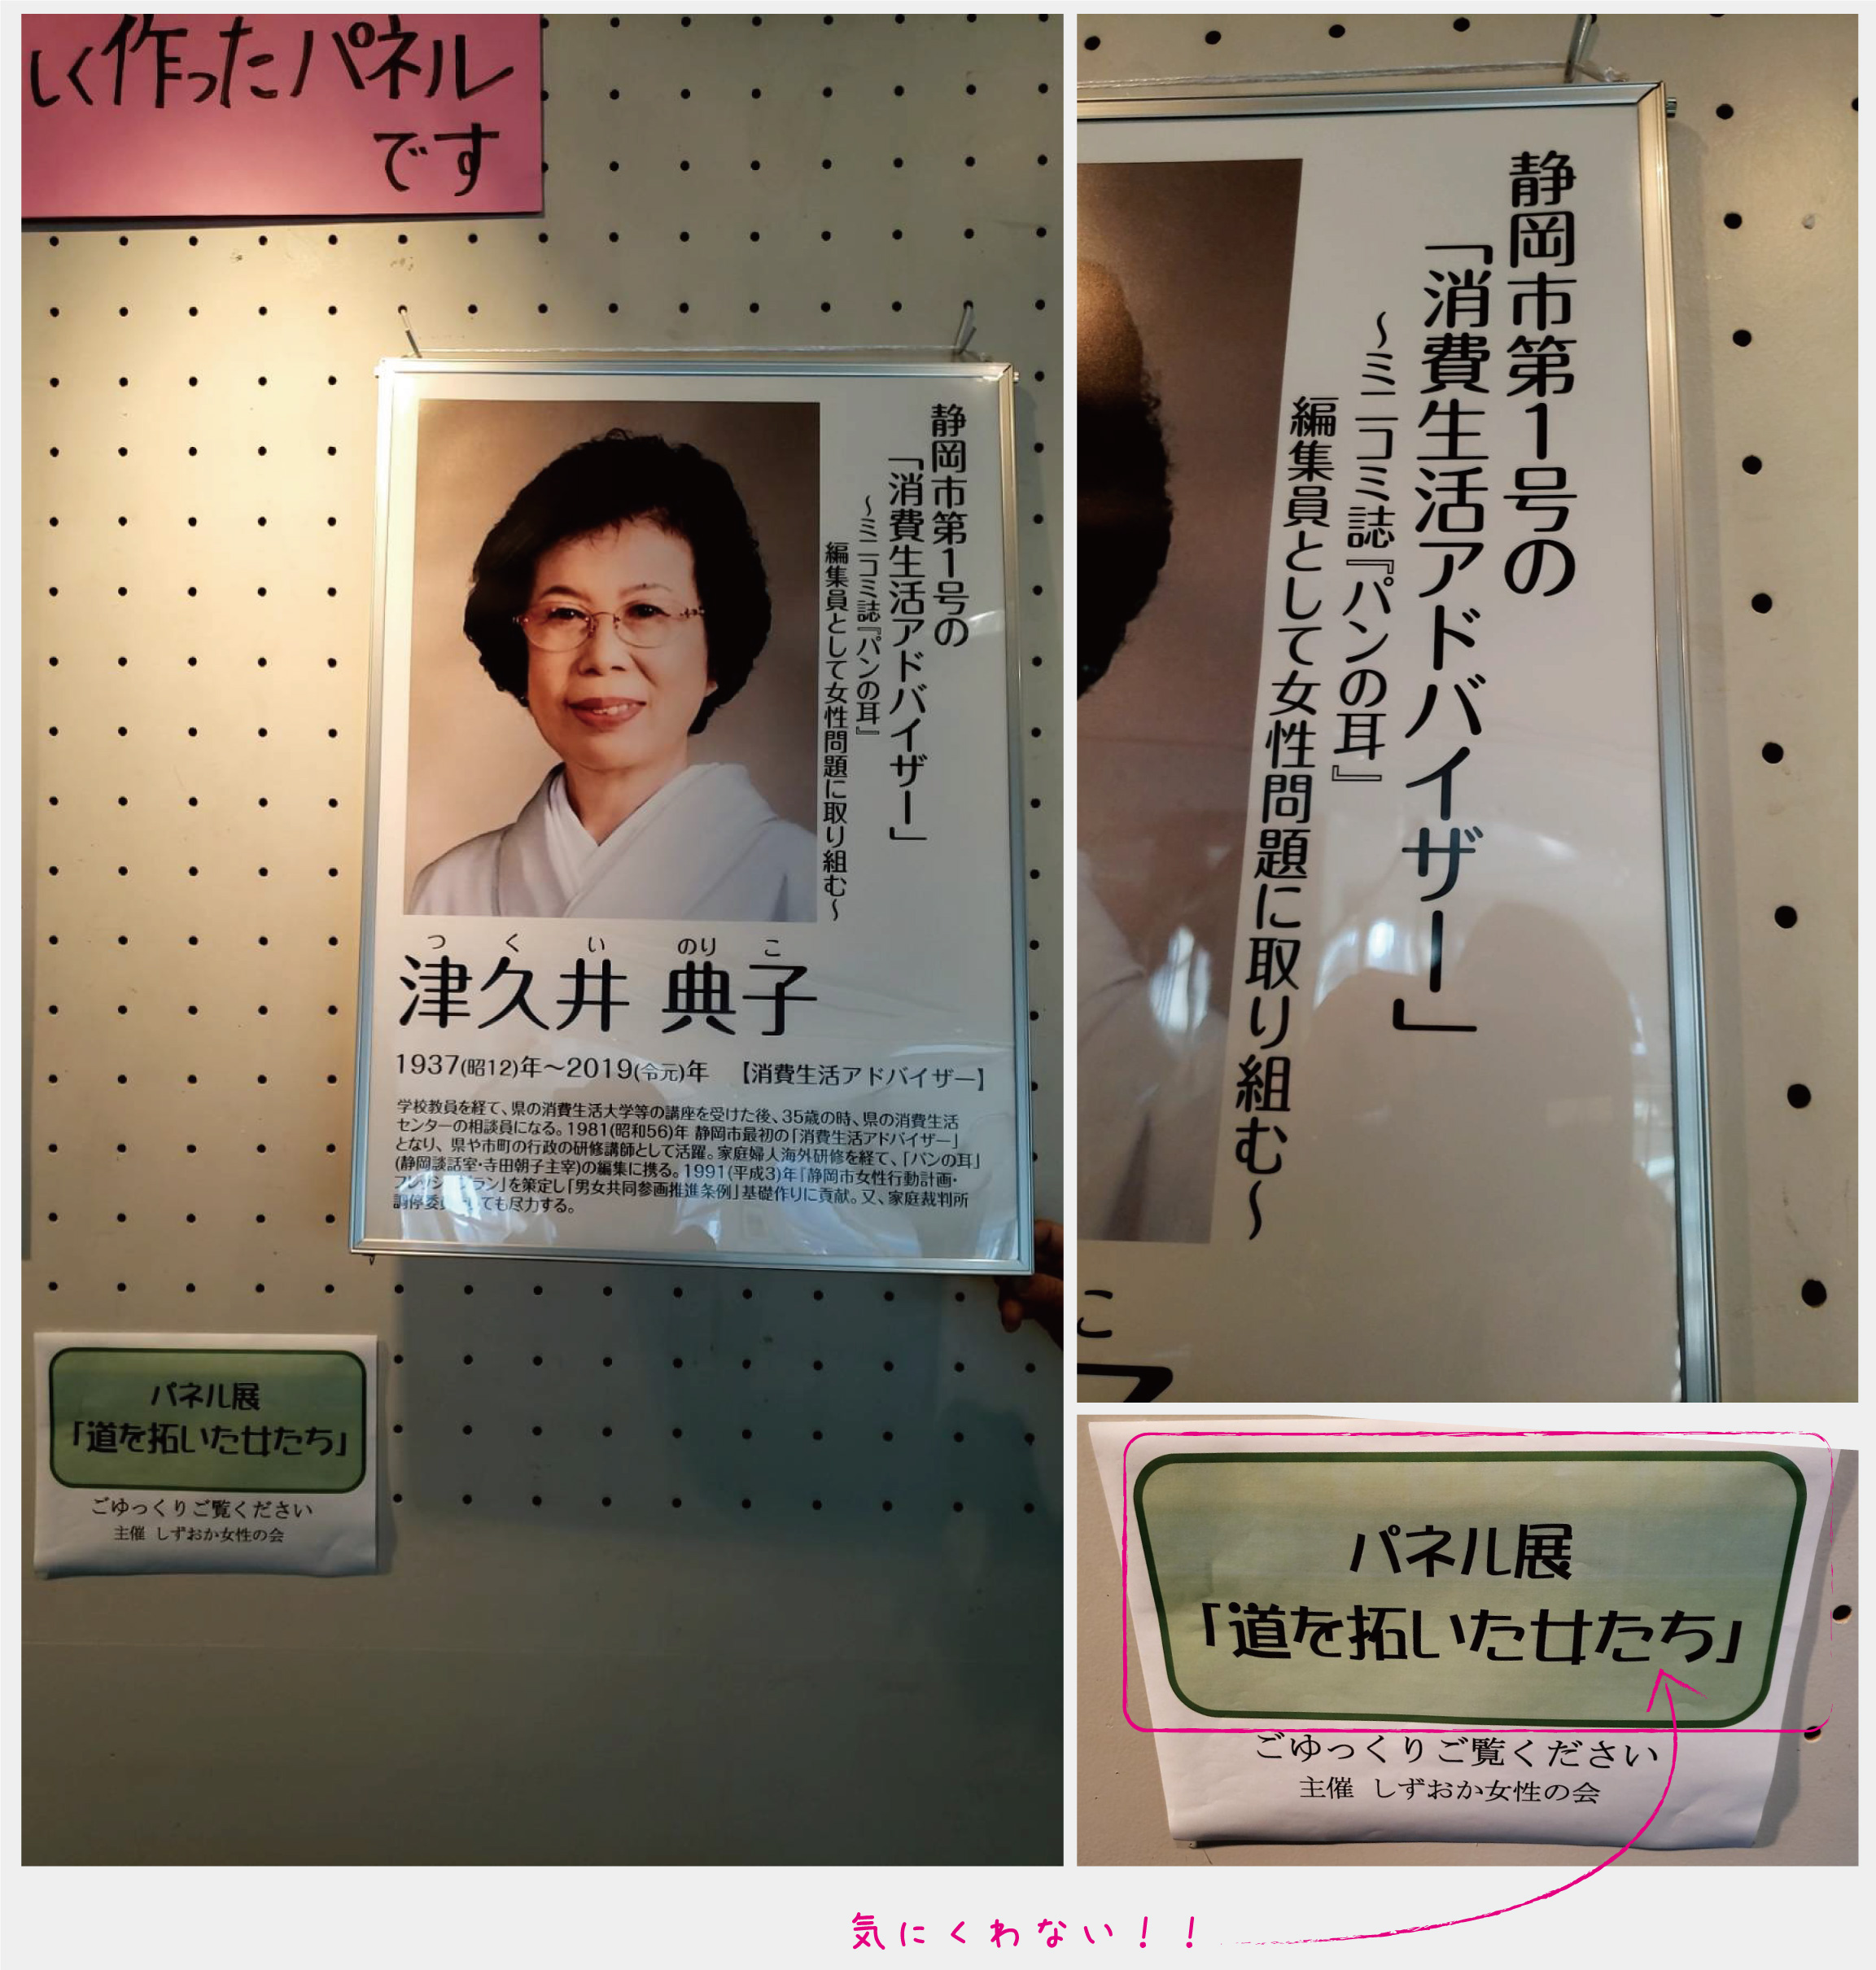 しく作ったパネル
です
静岡市第1号の
「消費生活アドバイザー」
～ミニコミ誌『パンの耳』
編集員として女性問題に取り組む～
つくい のりこ
津久井 典子
1937(昭12)年～2019(令元)年 【消費生活アドバイザー】
学校教員を経て、県の消費生活大学等の講座を受けた後、35歳の時、県の消費生活
センターの相談員になる。1981(昭和56)年 静岡市最初の「消費生活アドバイザー」
となり、県や市町の行政の研修講師として活躍。家庭婦人海外研修を経て、「パンの耳」
(静岡談話室・寺田朝子主宰)の編集に携る。1991(平成3)年『静岡市女性行動計画・
ラン」を策定し「男女共同参画推進条例」基礎作りに貢献。又、家庭裁判所
調停委 ても尽力する。
パネル展
「道を拓いた女たち」
ごゆっくりご覧ください
主催 しずおか女性の会
静岡市第1号の
「消費生活アドバイザー」
～ミニコミ誌『パンの耳』
編集員として女性問題に取り組む～
こ
パネル展
「道を拓いた女たち」
ごゆっくりご覧ください
主催 しずおか女性の会
気にくわない！！